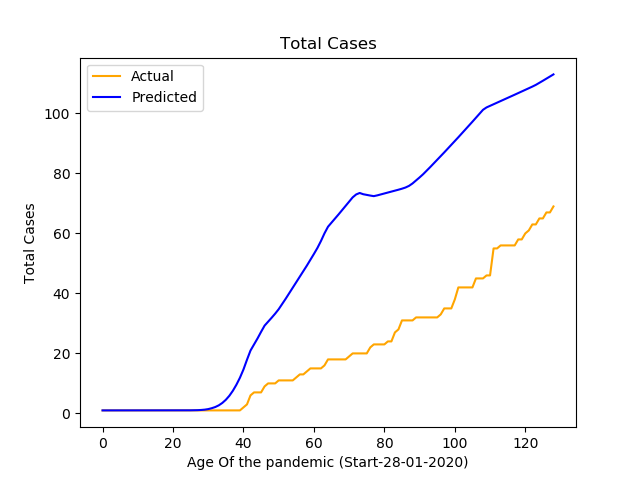 Total Cases
Actual
Predicted
Total Cases
100
80
60
40
20
0
0 20 40 60 80 100 120
Age Of the pandemic (Start-28-01-2020)